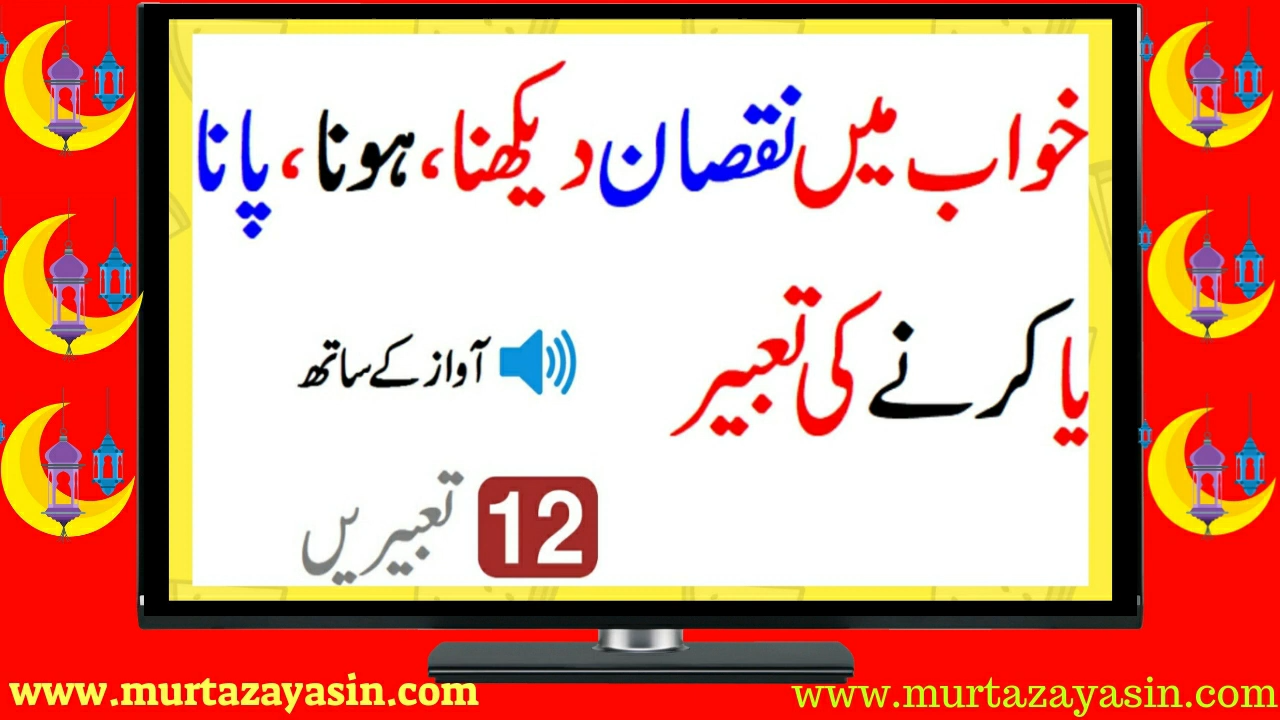 خواب میں نقصان دیکھنا، ہونا، پانا
یا کرنے کی تعبیر
آواز کے ساتھ
12 تعبیریں
www.murtazayasin.com
www.murtazayasin.com